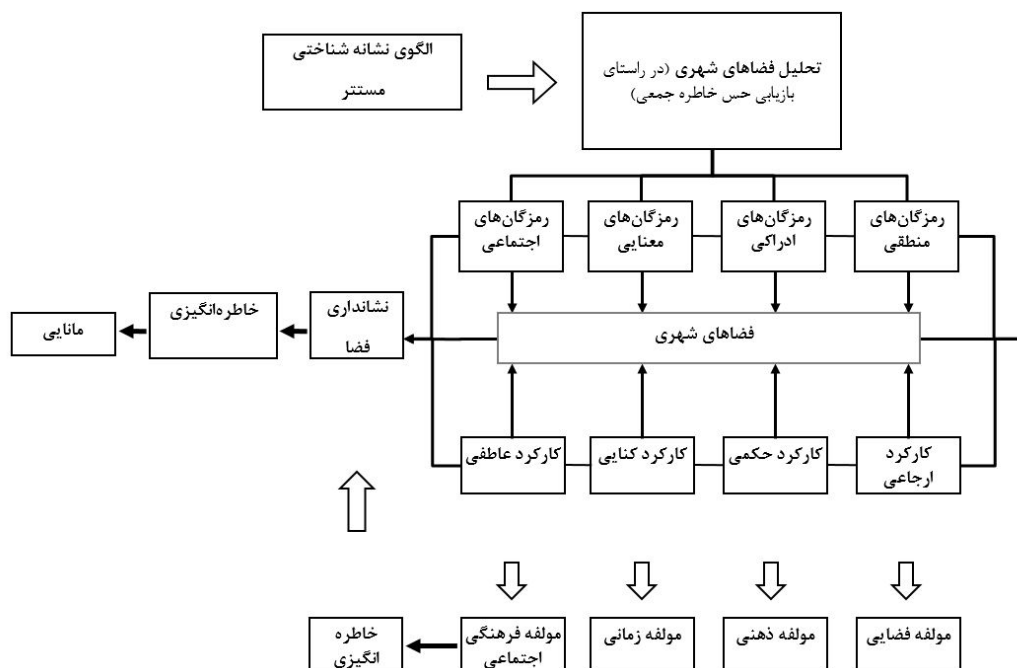 الگوی نشانه شناختی
مستتر
تحلیل فضاهای شهری (در راستای
بازیابی حس خاطره جمعی)
رمزگان‌های
منطقی
رمزگان‌های
ادراکی
رمزگان‌های
معنایی
رمزگان‌های
اجتماعی
فضاهای شهری
نشانداری
فضا
خاطره‌انگیزی
مانایی
کارکرد
ارجاعی
کارکرد حکمی
کارکرد کنایی
کارکرد عاطفی
مولفه فضایی
مولفه ذهنی
مولفه زمانی
مولفه فرهنگی
اجتماعی
خاطره
انگیزی